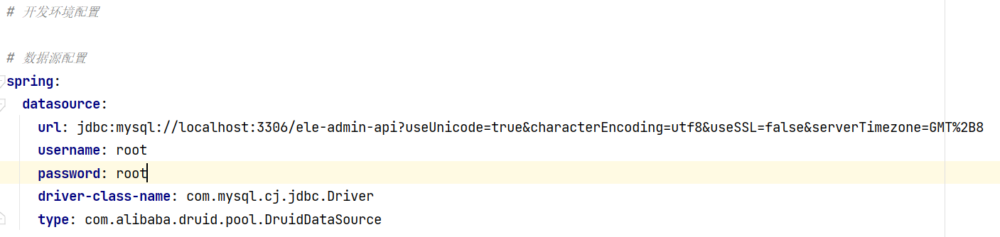 # 开发环境配置
# 数据源配置
spring:
datasource:
url: jdbc:mysql://localhost:3306/ele-admin-api?useUnicode=true&characterEncoding=utf8&useSSL=false&serverTimezone=GMT%2B8
username: root
password: root
driver-class-name: com.mysql.cj.jdbc.Driver
type: com.alibaba.druid.pool.DruidDataSource